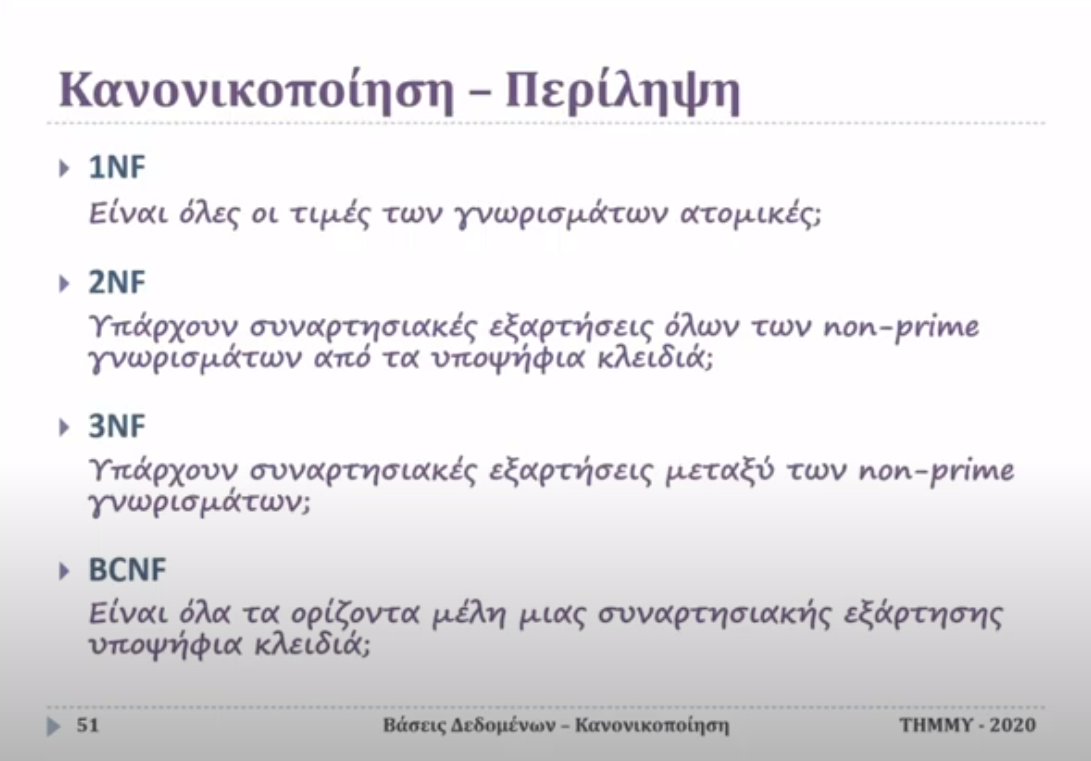 Κανονικοποίηση – Περίληψη
1NF
Είναι όλες οι τιμές των γνωρισμάτων ατομικές;
2NF
Υπάρχουν συναρτησιακές εξαρτήσεις όλων των non-prime
γνωρισμάτων από τα υποψήφια κλειδιά;
3NF
Υπάρχουν συναρτησιακές εξαρτήσεις μεταξύ των non-prime
γνωρισμάτων;
BCNF
Είναι όλα τα ορίζοντα μέλη μιας συναρτησιακής εξάρτησης
υποψήφια κλειδιά;
51 Βάσεις Δεδομένων – Κανονικοποίηση ΤΗΜΜΥ - 2020